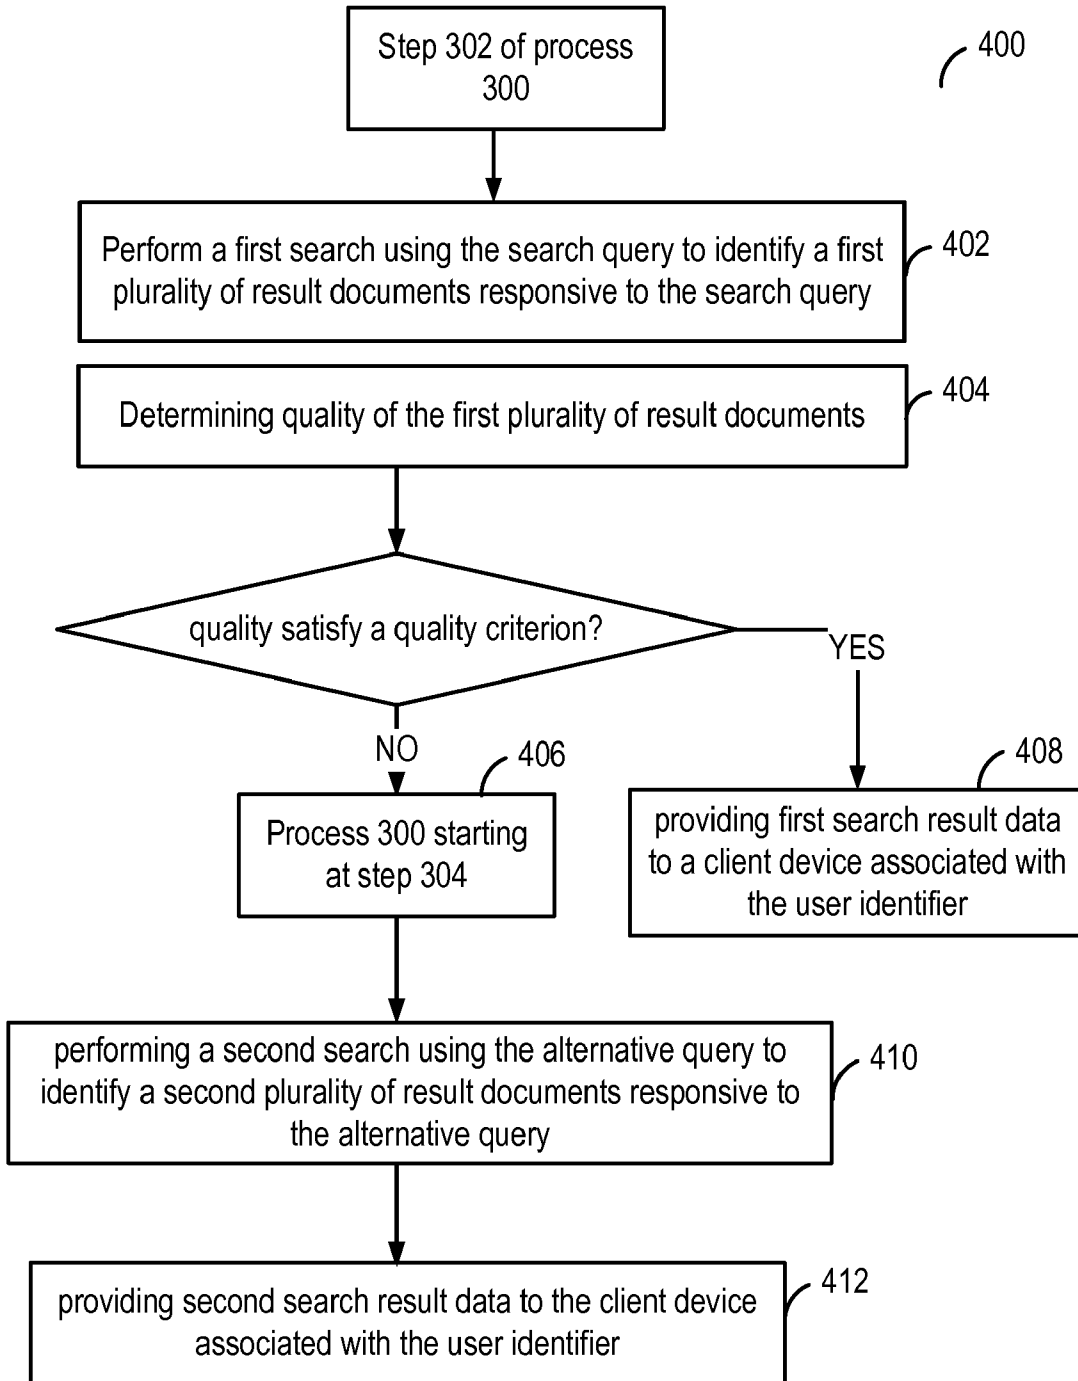 Step 302 of process
300
400
Perform a first search using the search query to identify a first
plurality of result documents responsive to the search query
402
Determining quality of the first plurality of result documents
404
quality satisfy a quality criterion?
YES
NO
406
408
Process 300 starting
at step 304
providing first search result data
to a client device associated with
the user identifier
performing a second search using the alternative query to
identify a second plurality of result documents responsive to
the alternative query
410
providing second search result data to the client device
associated with the user identifier
412